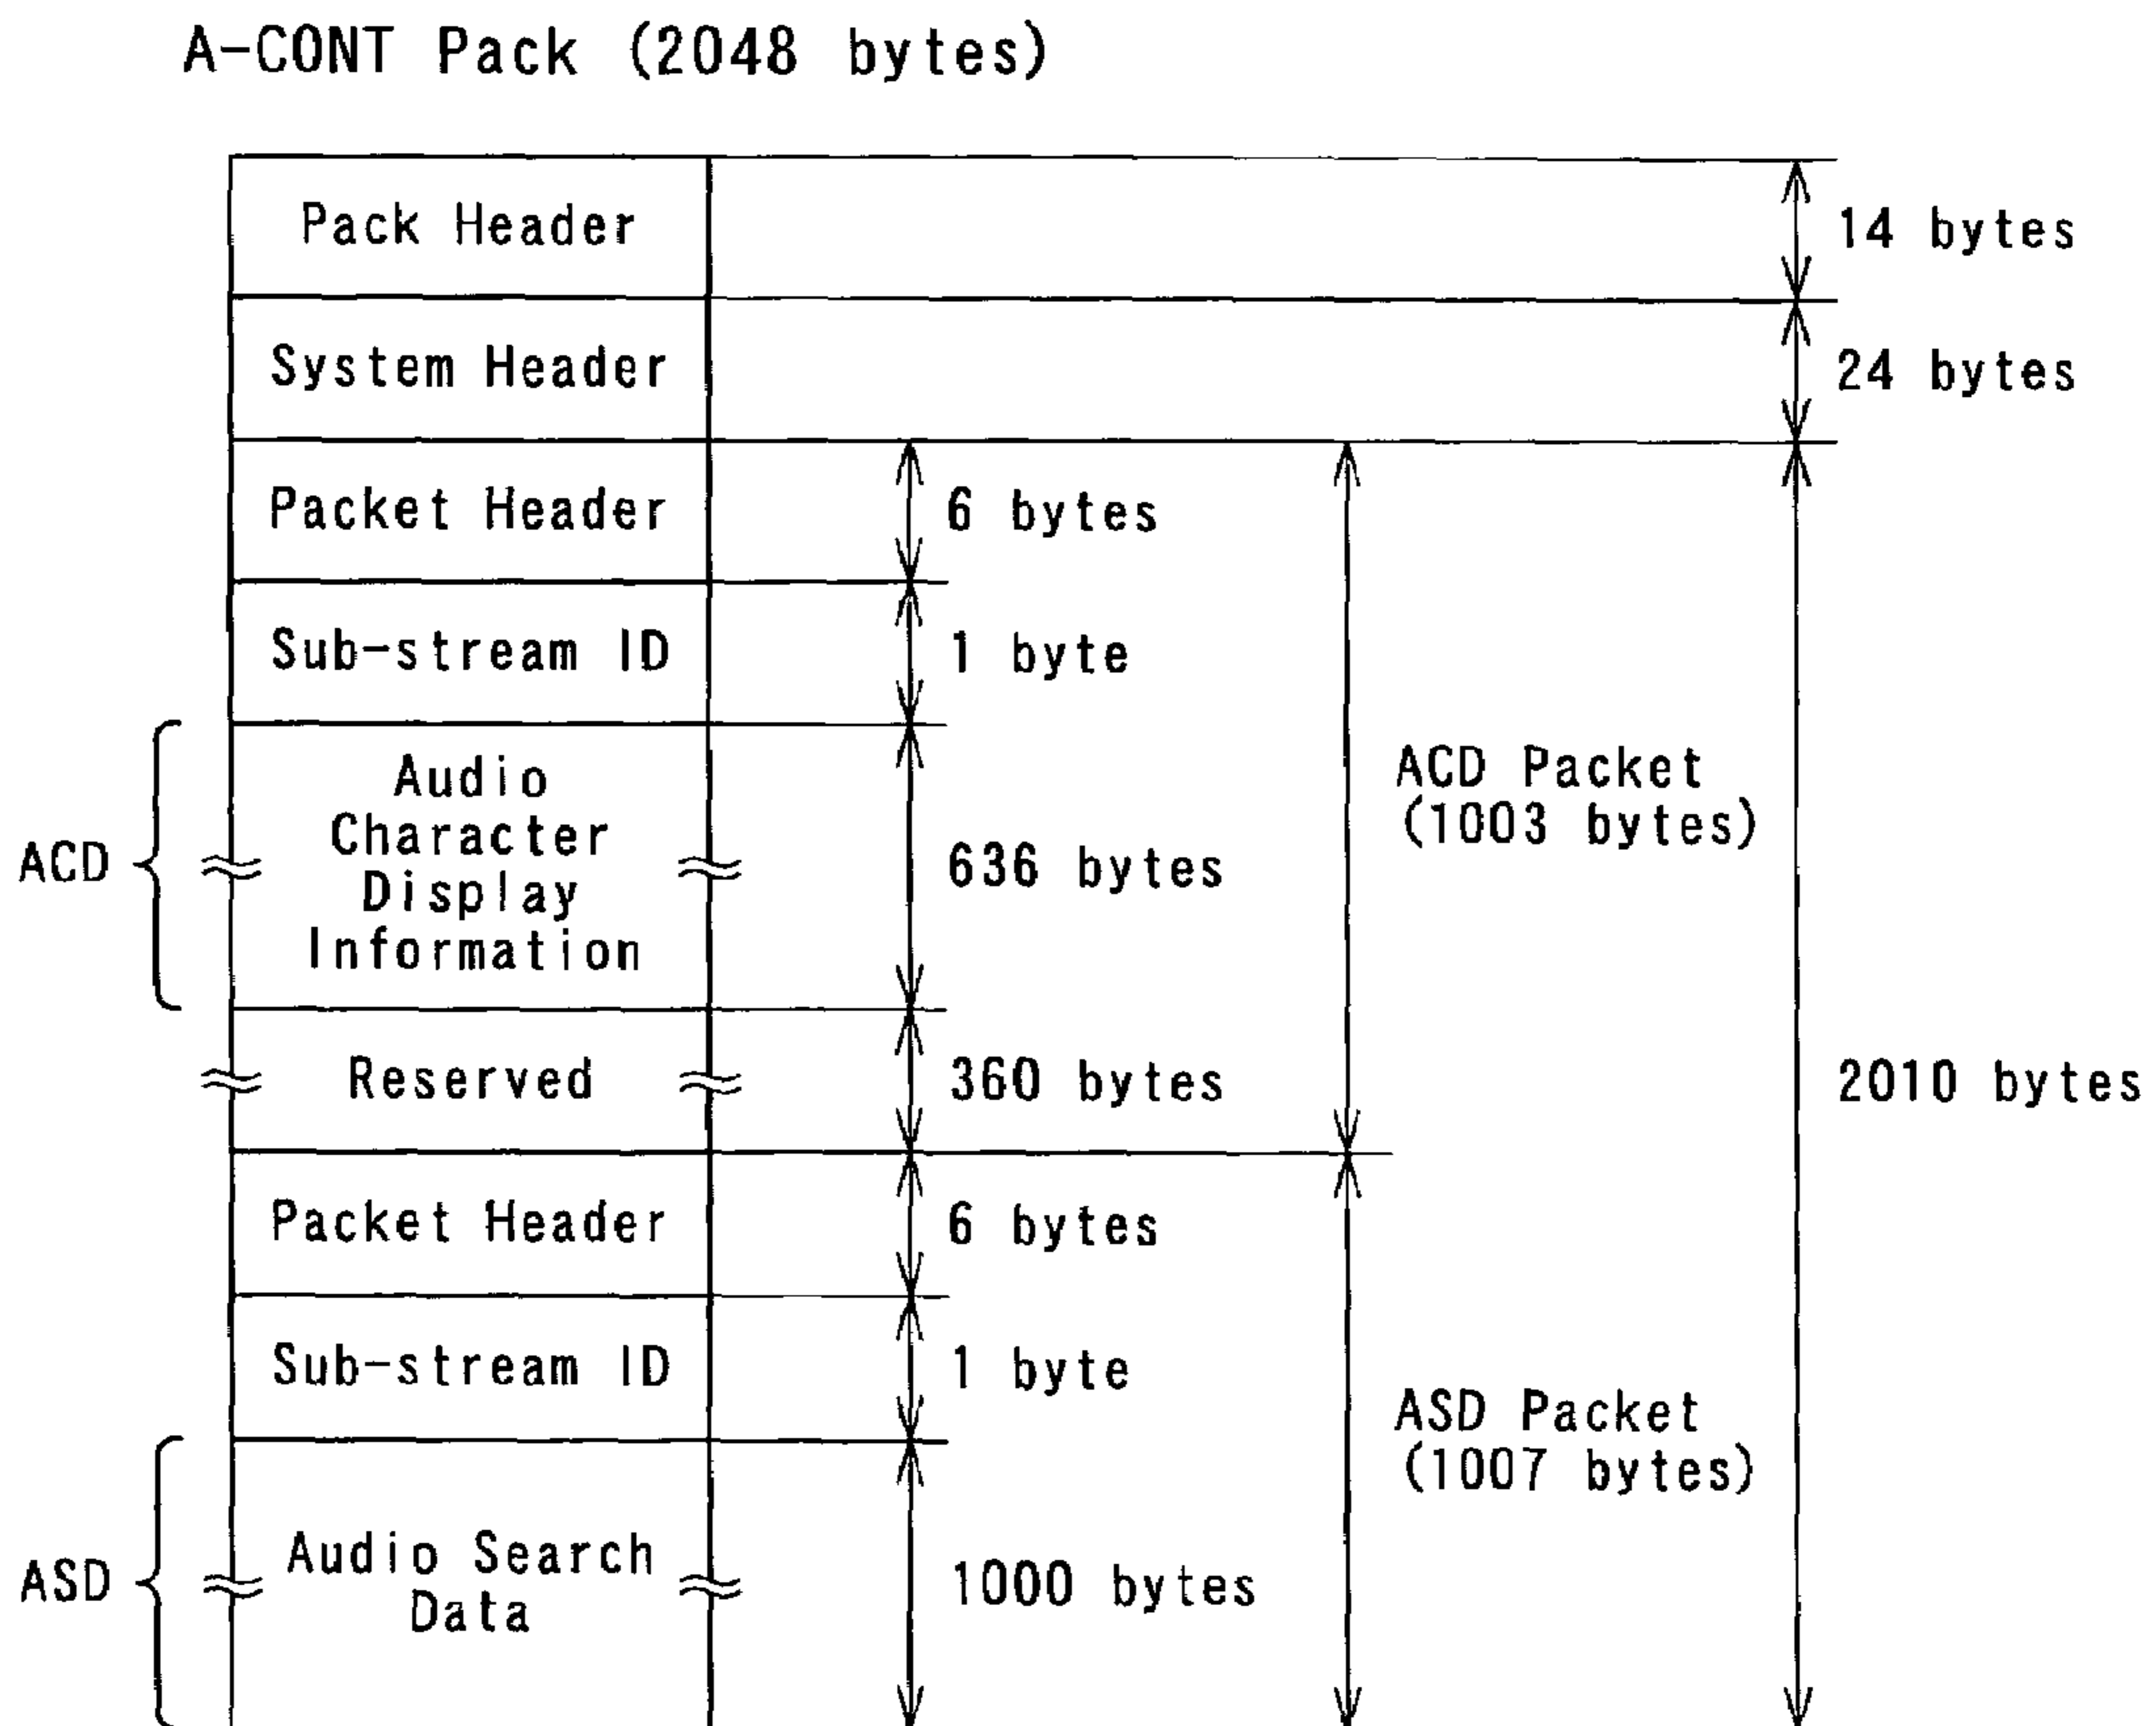 A-CONT Pack (2048 bytes)
Pack Header
14 bytes
System Header
24 bytes
Packet Header
6 bytes
Sub-stream ID
1 byte
ACD
Audio
Character
Display
Information
636 bytes
ACD Packet
(1003 bytes)
Reserved
360 bytes
2010 bytes
Packet Header
6 bytes
Sub-stream ID
1 byte
ASD Packet
(1007 bytes)
ASD
Audio Search
Data
1000 bytes